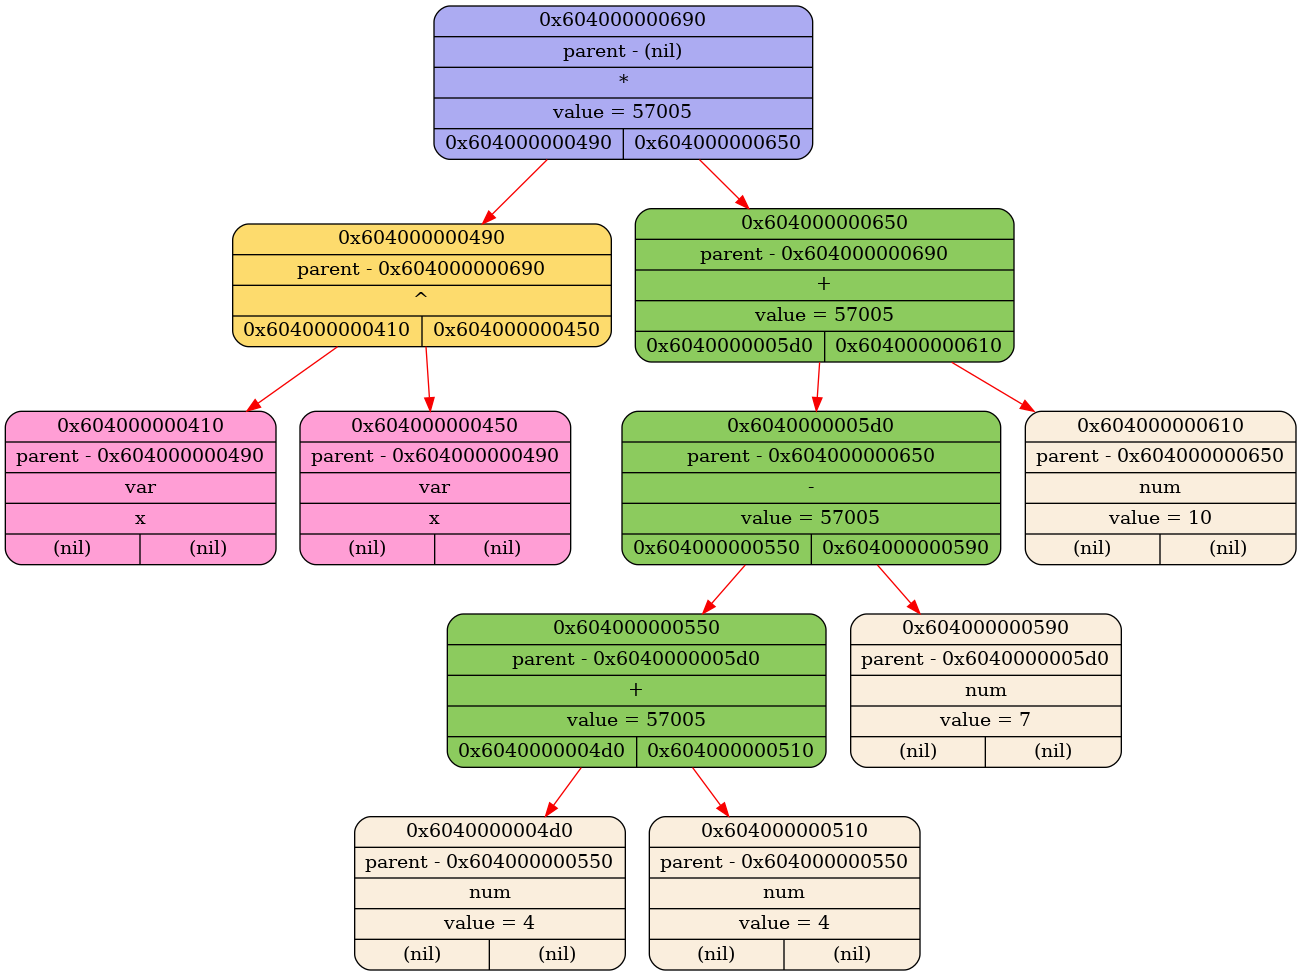 0x604000000690
parent - (nil)
*
value = 57005
0x604000000490 0x604000000650
0x604000000490
parent - 0x604000000690
^
0x604000000410 0x604000000450
0x604000000650
parent - 0x604000000690
+
value = 57005
0x6040000005d0 0x604000000610
0x604000000410
parent - 0x604000000490
var
x
(nil) (nil)
0x604000000450
parent - 0x604000000490
var
x
(nil) (nil)
0x6040000005d0
parent - 0x604000000650
-
value = 57005
0x604000000550 0x604000000590
0x604000000610
parent - 0x604000000650
num
value = 10
(nil) (nil)
0x604000000550
parent - 0x6040000005d0
+
value = 57005
0x6040000004d0 0x604000000510
0x604000000590
parent - 0x6040000005d0
num
value = 7
(nil) (nil)
0x6040000004d0
parent - 0x604000000550
num
value = 4
(nil) (nil)
0x604000000510
parent - 0x604000000550
num
value = 4
(nil) (nil)